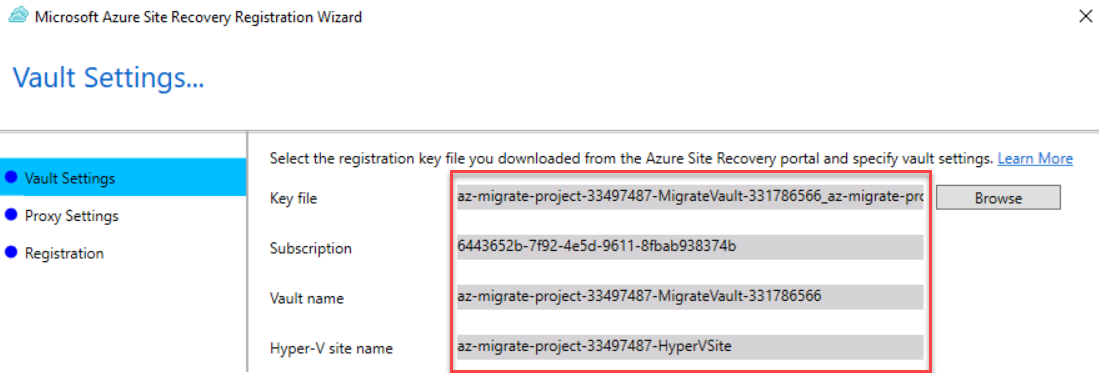 Microsoft Azure Site Recovery Registration Wizard
Vault Settings...
Vault Settings
Proxy Settings
Registration
Select the registration key file you downloaded from the Azure Site Recovery portal and specify vault settings. Learn More
Key file az-migrate-project-33497487-MigrateVault-331786566_az-migrate-prc Browse
Subscription 6443652b-7f92-4e5d-9611-8fbab938374b
Vault name az-migrate-project-33497487-MigrateVault-331786566
Hyper-V site name az-migrate-project-33497487-HyperVSite